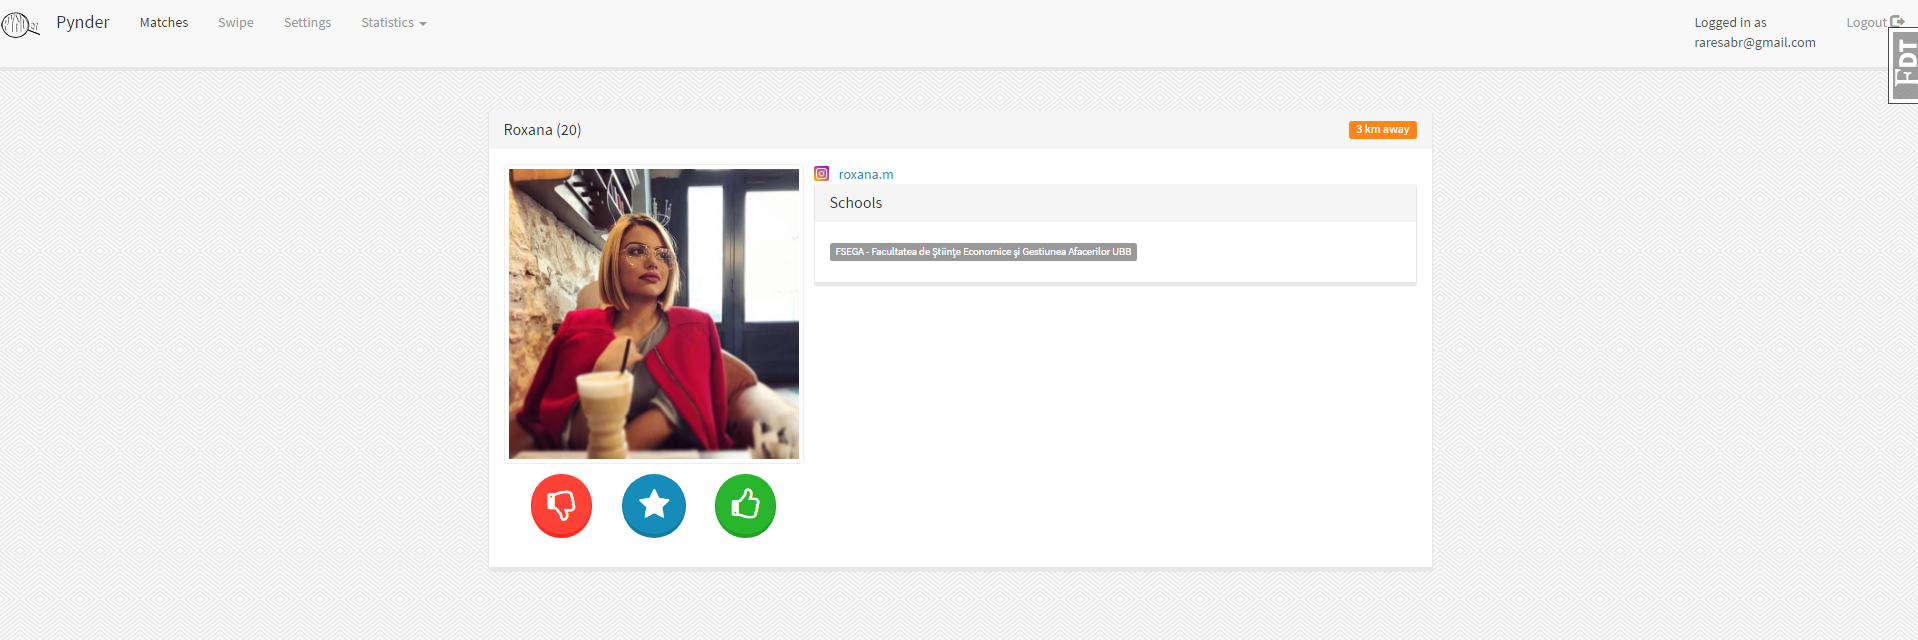 Pynder
Matches
Swipe
Settings
Statistics
Logged in as
raresabr@gmail.com
Logout
FDT
Roxana (20)
3 km away
roxana.m
Schools
FSEGA - Facultatea de Ştiinţe Economice şi Gestiunea Afacerilor UBB